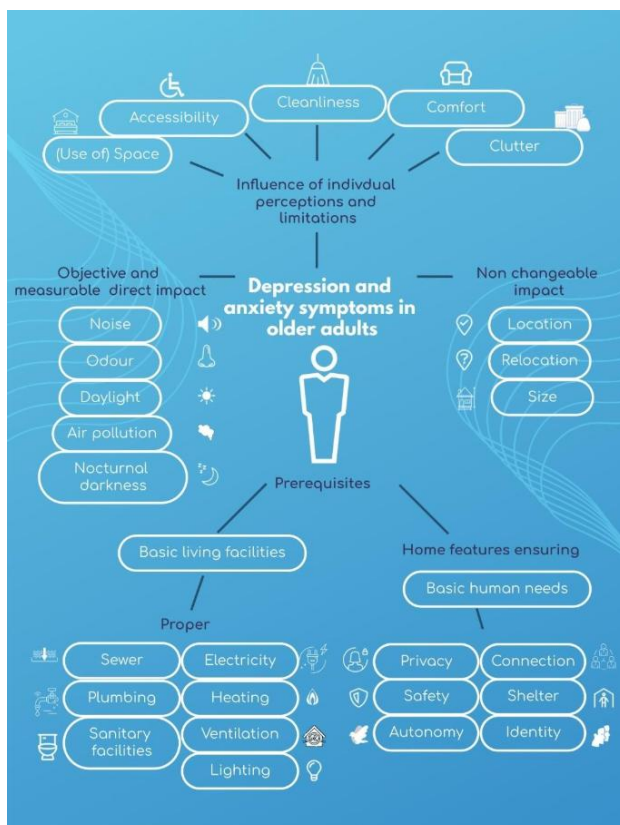 Cleanliness
Accessibility
Comfort
(Use of) Space
Clutter
Influence of indivdual
perceptions and
limitations
Objective and
measurable direct impact
Noise
Odour
Daylight
Air pollution
Nocturnal
darkness
Depression and
anxiety symptoms in
older adults
Non changeable
impact
Location
Relocation
Size
Prerequisites
Basic living facilities
Proper
Sewer
Plumbing
Sanitary
facilities
Electricity
Heating
Ventilation
Lighting
Home features ensuring
Basic human needs
Privacy
Safety
Autonomy
Connection
Shelter
Identity